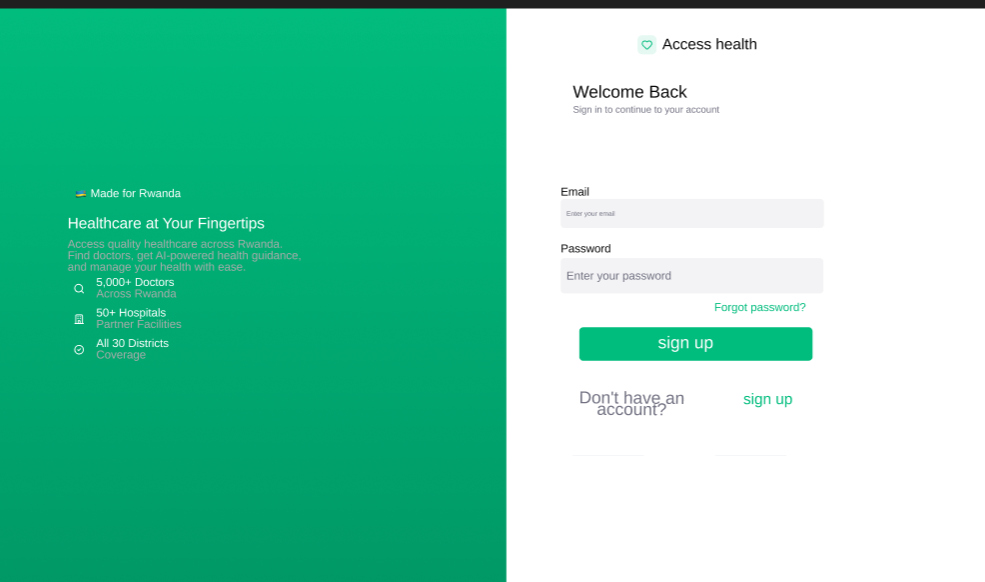 Made for Rwanda
Healthcare at Your Fingertips
Access quality healthcare across Rwanda.
Find doctors, get AI-powered health guidance,
and manage your health with ease.
5,000+ Doctors
Across Rwanda
50+ Hospitals
Partner Facilities
All 30 Districts
Coverage
Access health
Welcome Back
Sign in to continue to your account
Email
Enter your email
Password
Enter your password
Forgot password?
sign up
Don't have an
account?
sign up